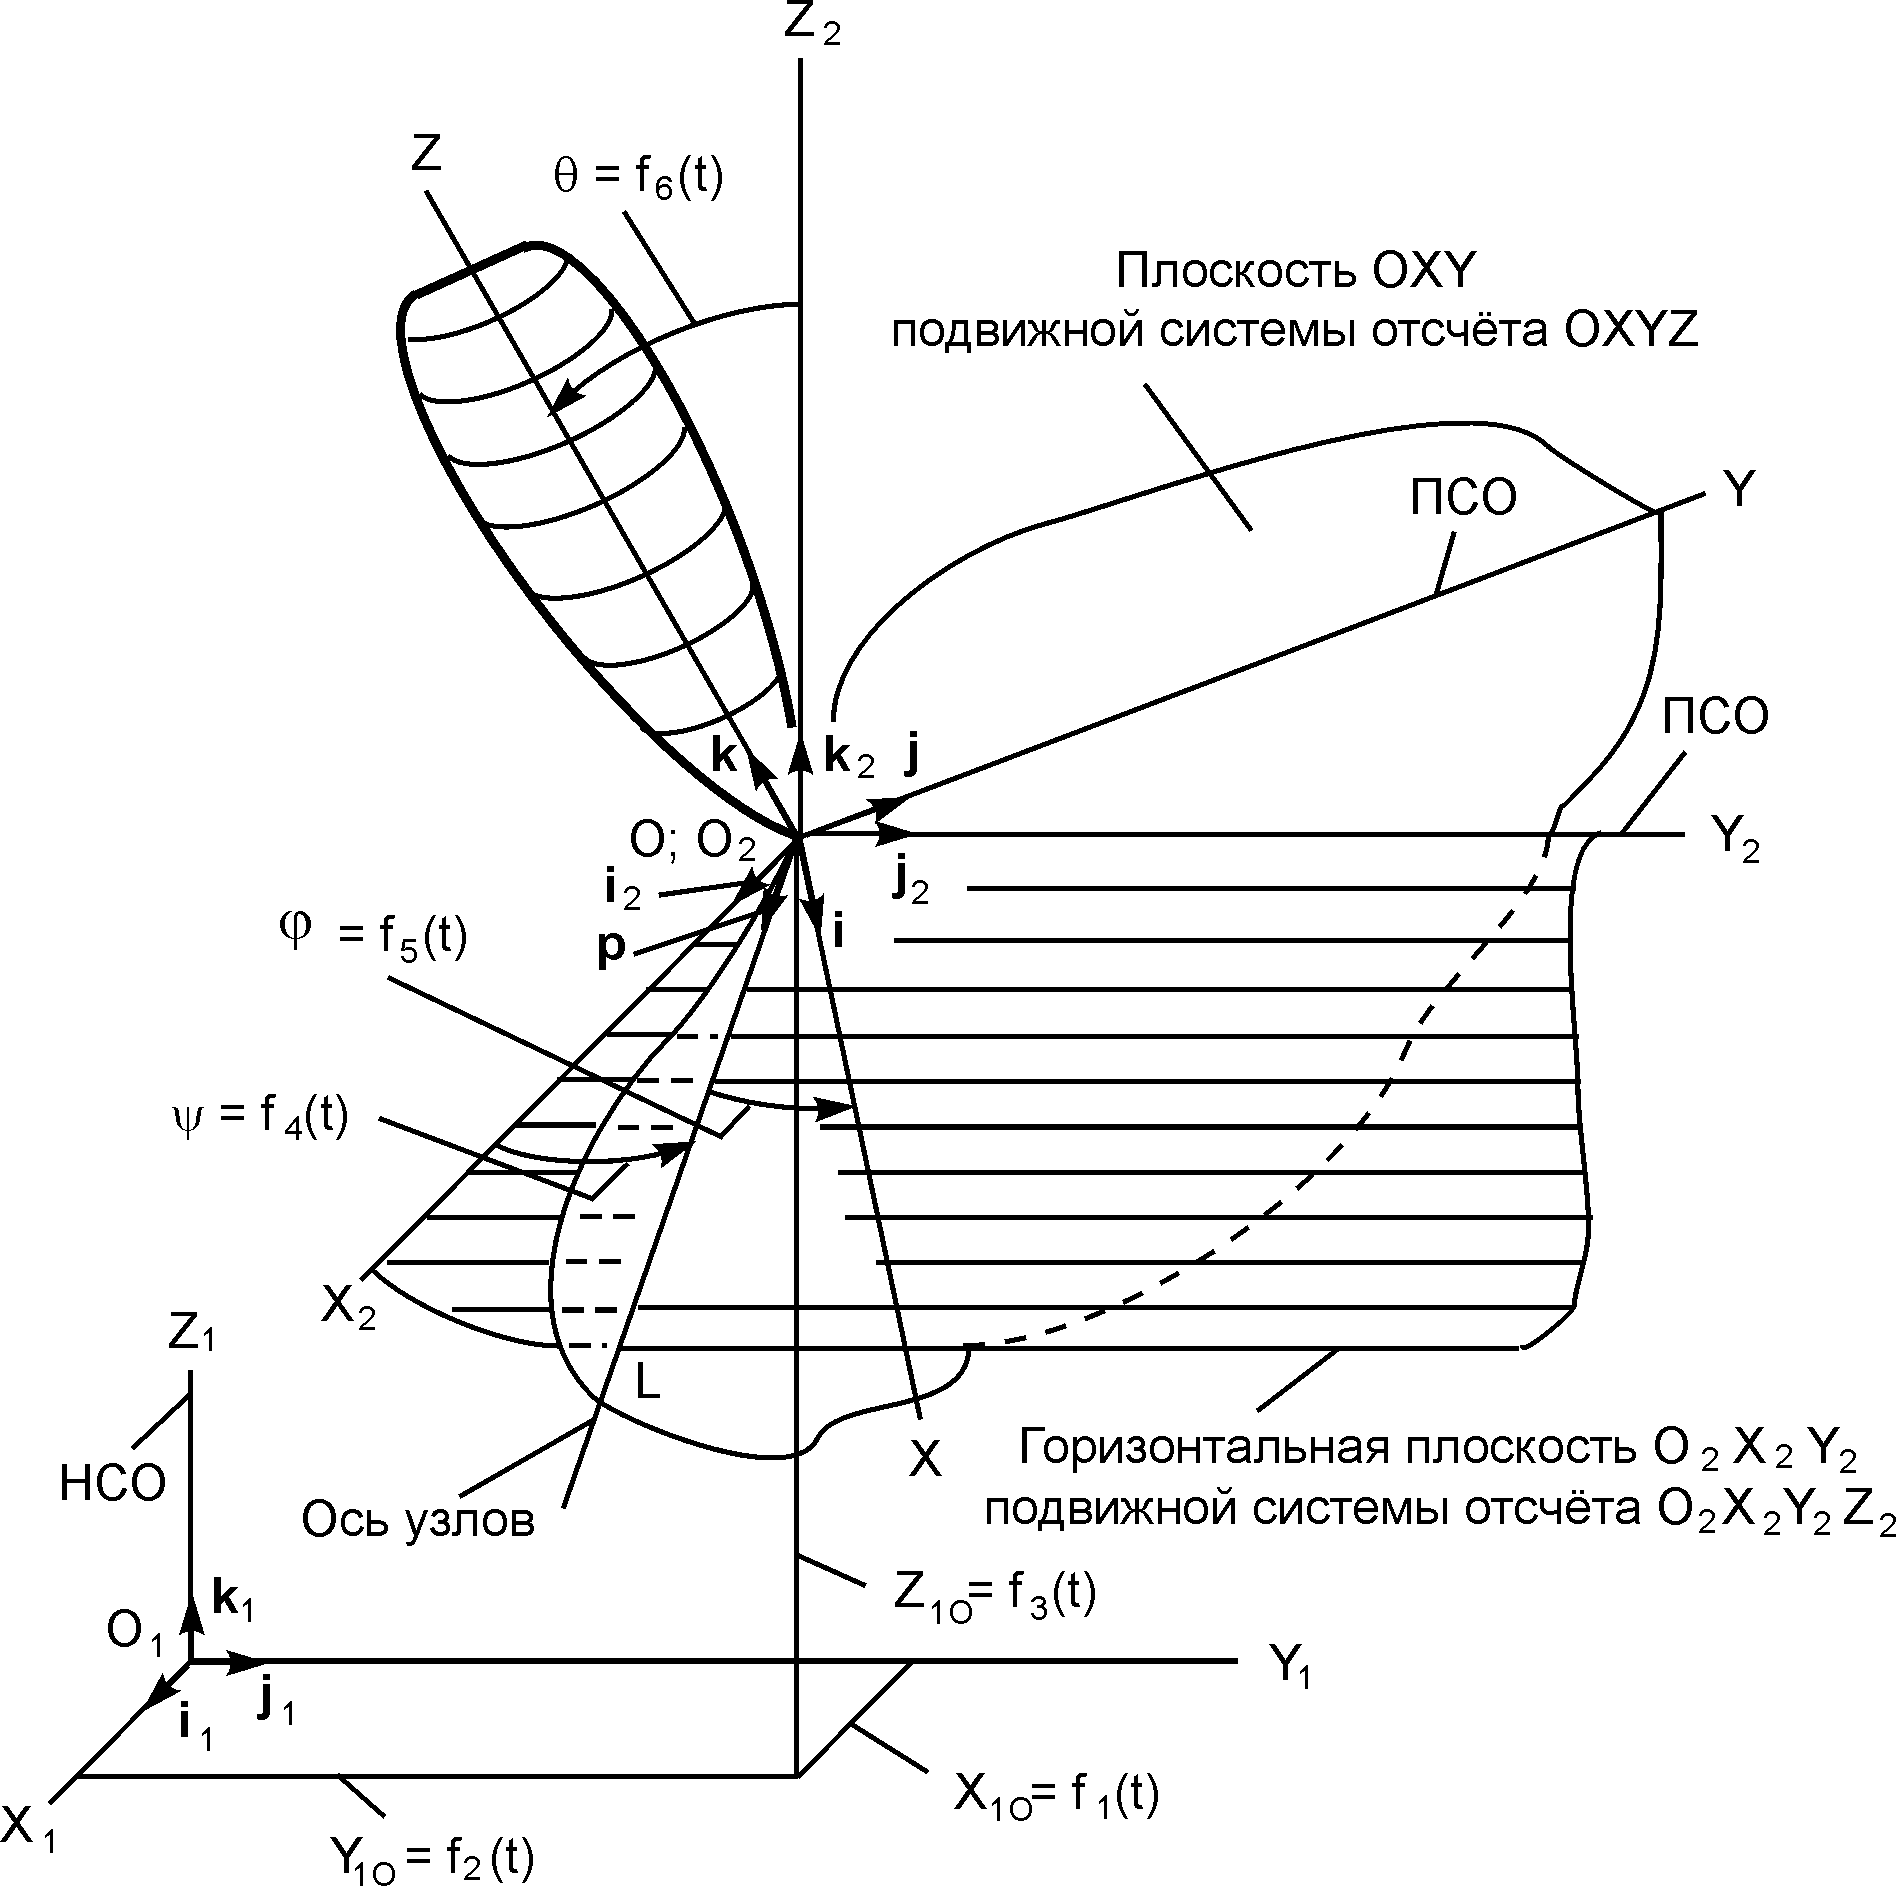 Z2
Z
θ = f6(t)
Плоскость OXY
подвижной системы отсчёта OXYZ
ПСО
Y
ПСО
k
k2
j
O; O2
Y2
i2
j2
i
φ = f5(t)
p
ψ = f4(t)
X2
Z1
L
НСО
X
Горизонтальная плоскость O2 X2 Y2
подвижной системы отсчёта O2X2Y2 Z2
Ось узлов
k1
Z1O= f3(t)
O1
Y1
j1
i1
X1O= f1(t)
X1
Y1O = f2 (t)